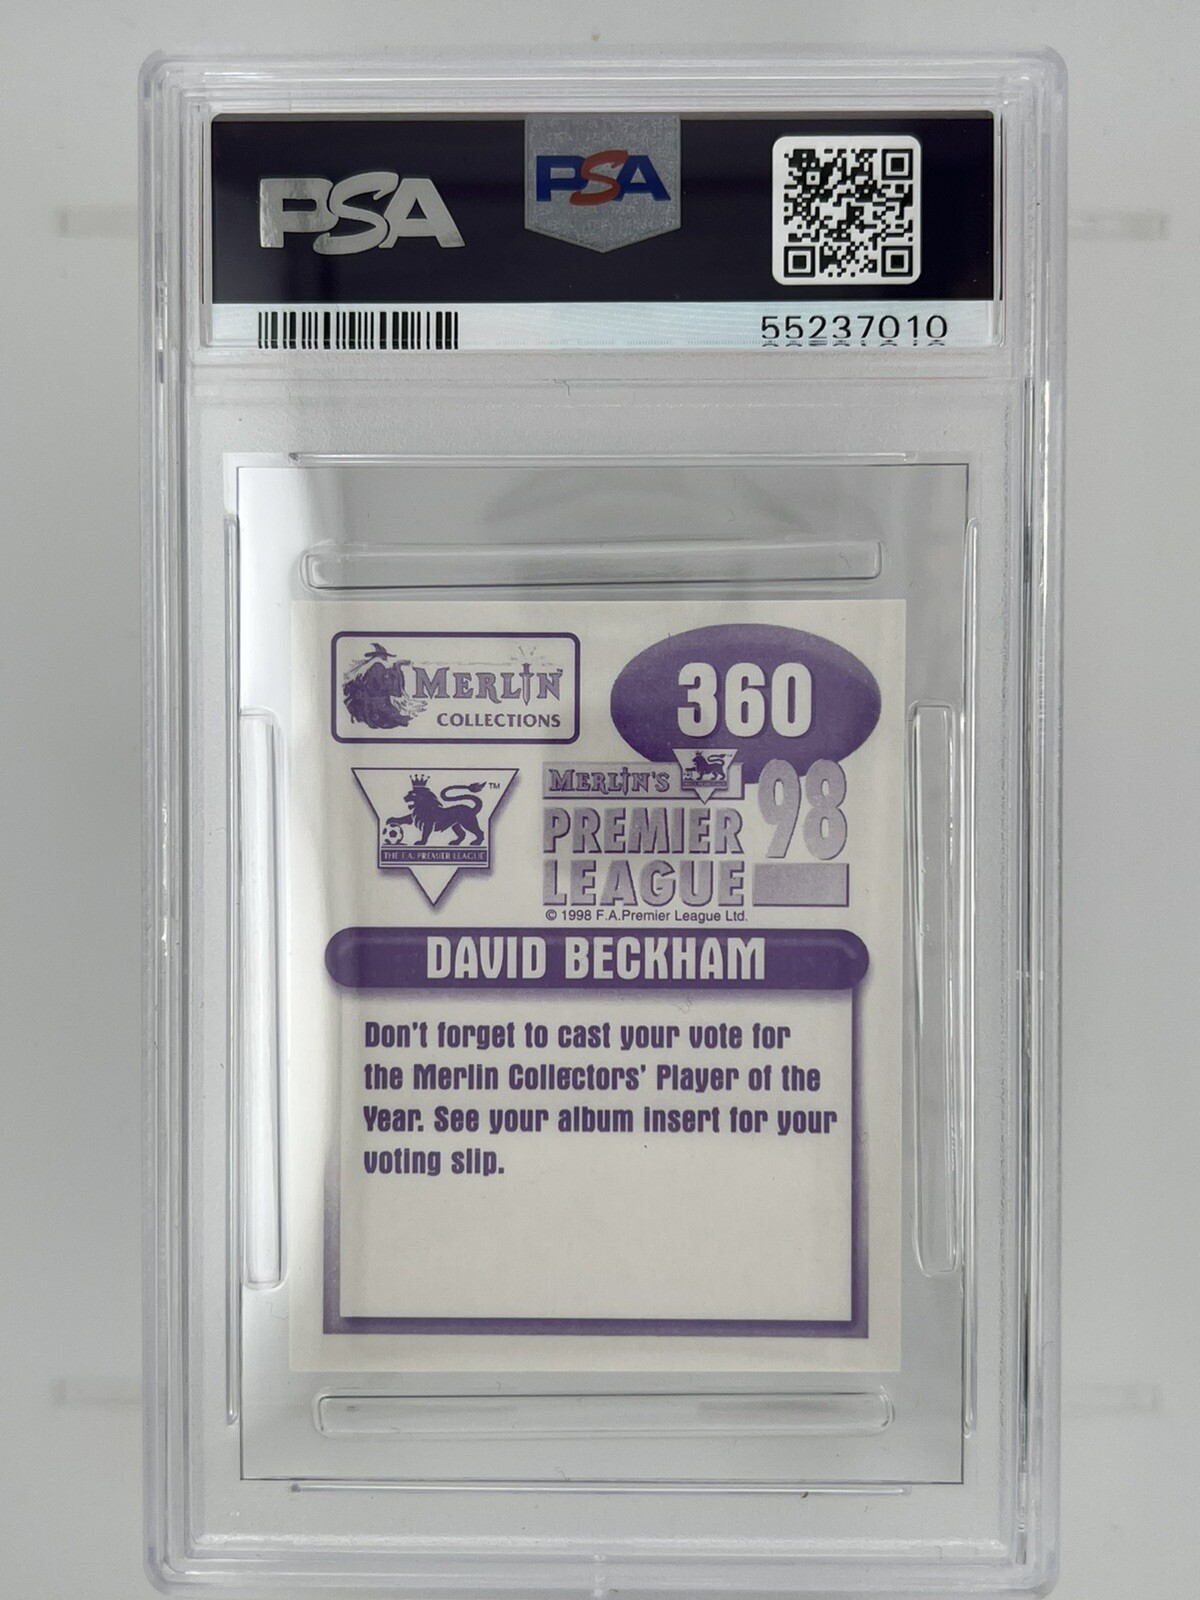 PSA
PSA
55237010
MERLIN
COLLECTIONS
360
TM
THE F.A. PREMIER LEAGUE
MERLIN'S
PREMIER
98
LEAGUE
© 1998 F.A.Premier League Ltd.
DAVID BECKHAM
Don't forget to cast your vote for
the Merlin Collectors' Player of the
Year. See your album insert for your
voting slip.